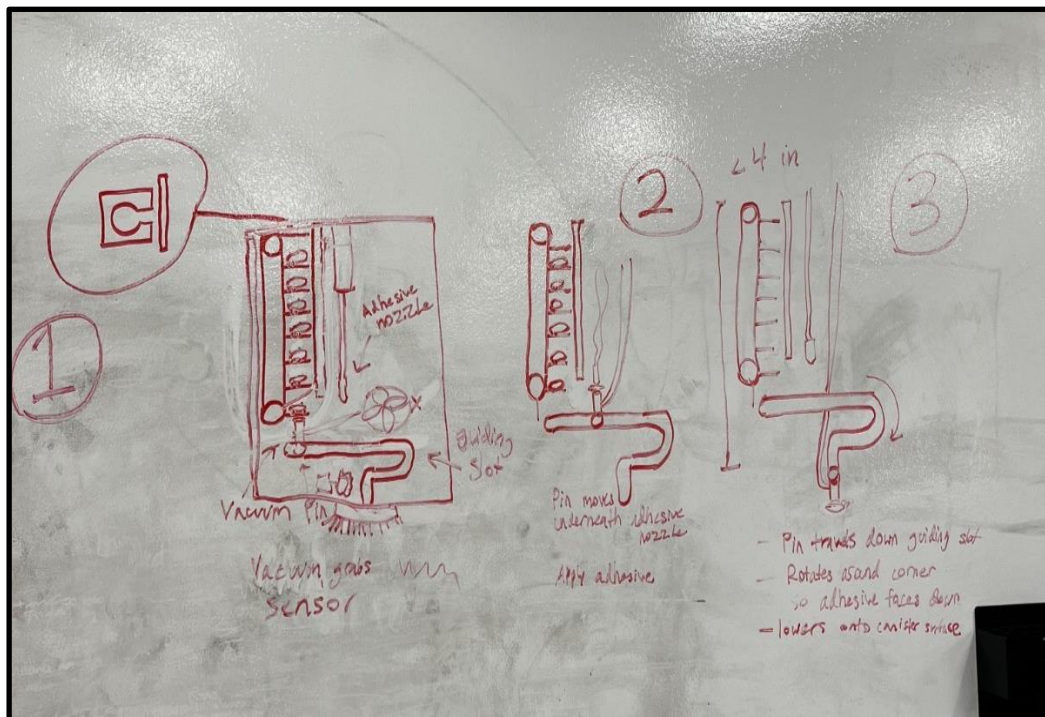 1
Adhesive
nozzle
Guiding
Slot
Vacuum Pin
Vacuum grabs
Sensor
2
Pin moves
underneath adhesive
nozzle
Apply adhesive
< 4 in
3
- Pin travels down guiding slot
- Rotates around corner
so adhesive faces down
- lowers onto canister surface